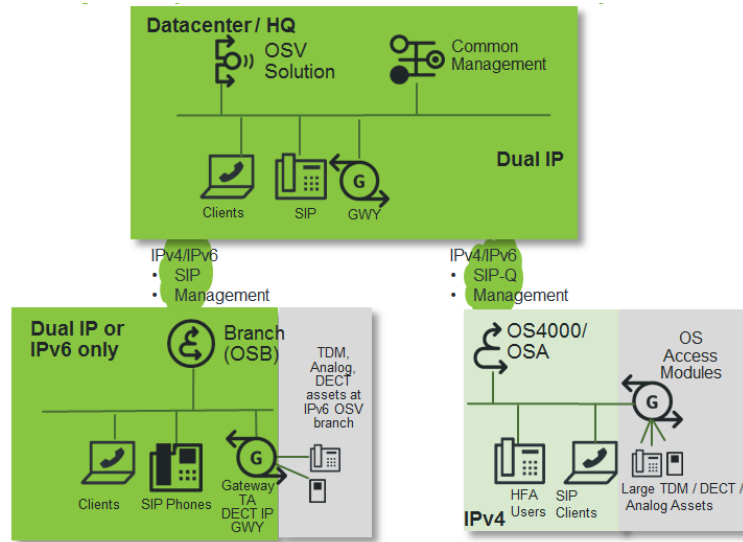 Datacenter / HQ
OSV
Solution
Common
Management
Dual IP
Clients
SIP
G
GWY
IPv4/IPv6
• SIP
• Management
IPv4/IPv6
• SIP-Q
• Management
Dual IP or
IPv6 only
Branch
(OSB)
TDM,
Analog,
DECT
assets at
IPv6 OSV
branch
Clients
SIP Phones
G
Gateway
TA
DECT IP
GWY
OS4000/
OSA
OS
Access
Modules
G
IPv4
HFA
Users
SIP
Clients
Large TDM / DECT /
Analog Assets